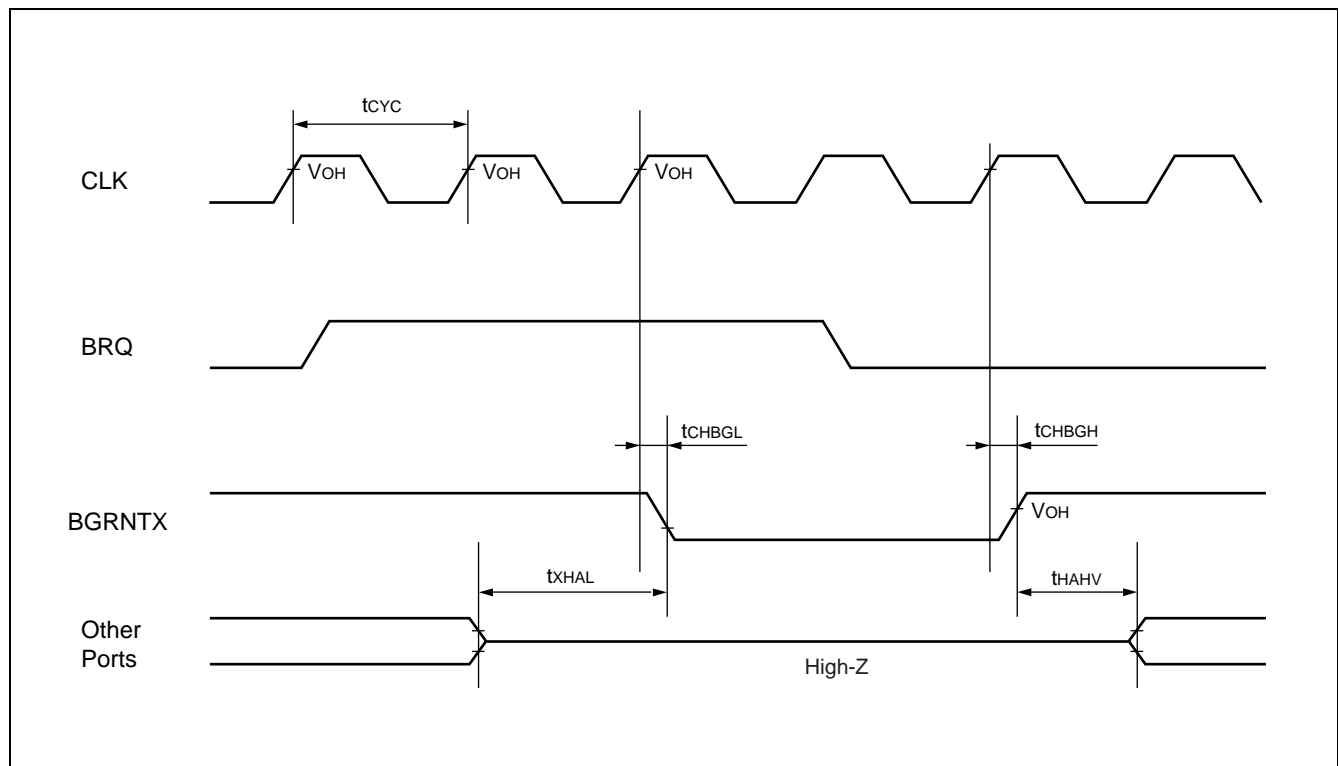 tCYC
CLK
VOH VOH VOH
BRQ
tCHBGL tCHBGH
BGRNTX
VOH
tXHAL tHAHV
Other
Ports
High-Z